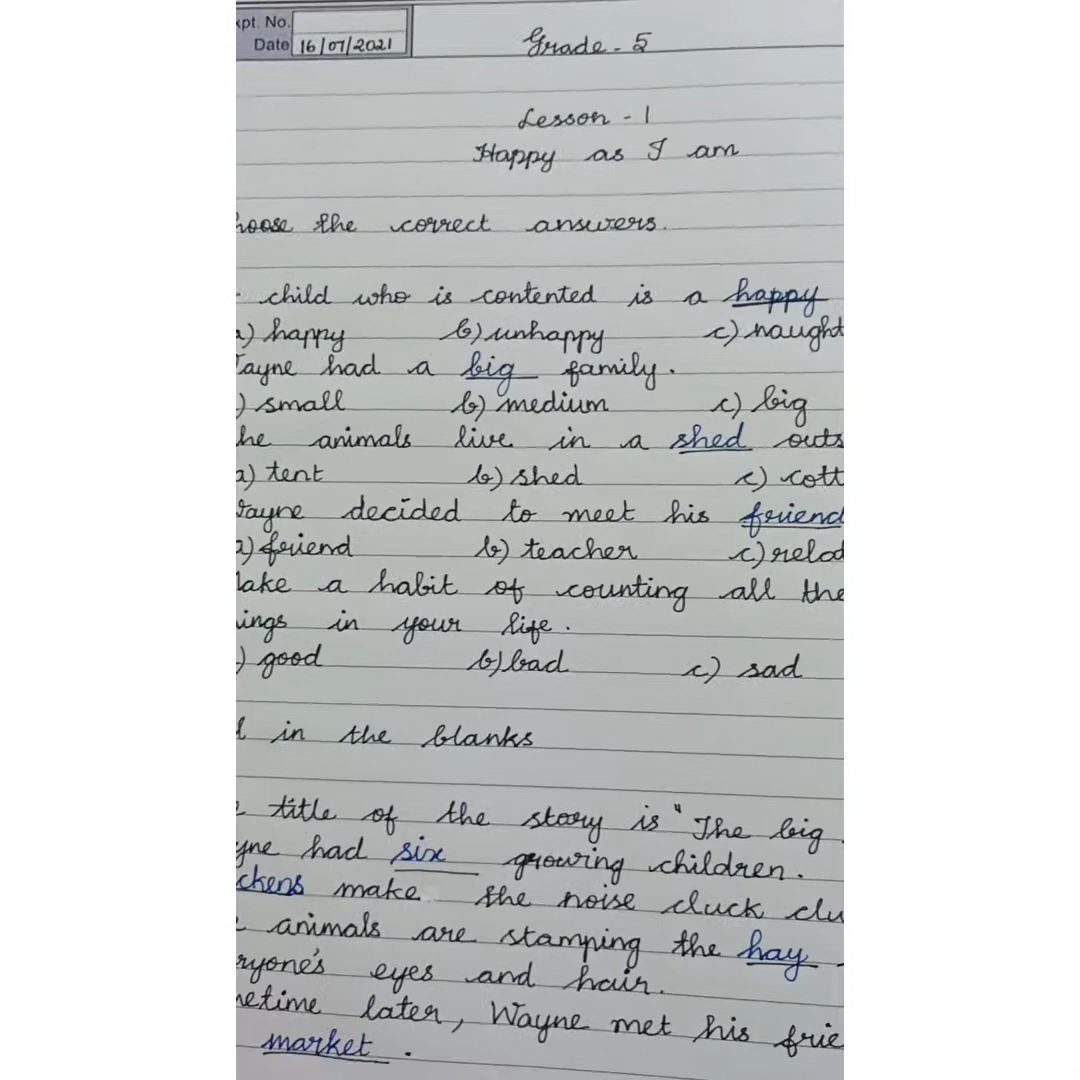 xpt. No.
Date 16/07/2021
Grade - 5
Lesson - 1
Happy as I am
hoose the correct answers.
child who is contented is a happy
a) happy b) unhappy c) naught
ayne had a big family.
) small b) medium c) big
he animals live in a shed outs
a) tent b) shed c) cott
ayne decided to meet his friend
a) friend b) teacher c) relat
ake a habit of counting all the
ings in your life.
) good b) bad c) sad
l in the blanks
e title of the story is "The big
yne had six growing children.
ckens make the noise cluck clu
e animals are stamping the hay
ryone's eyes and hair.
metime later, Wayne met his frie
market.